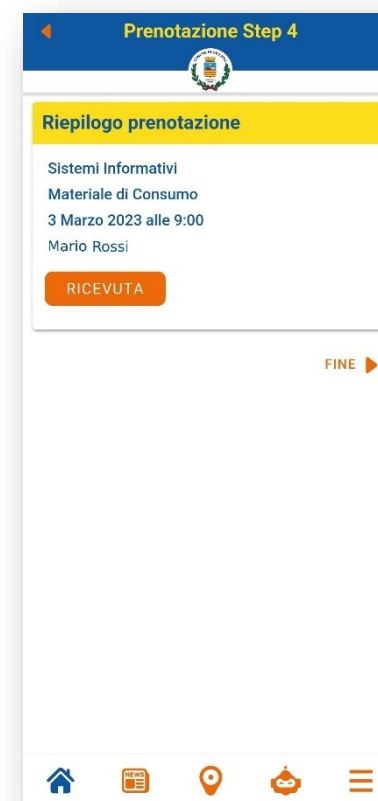 Prenotazione Step 4
Riepilogo prenotazione
Sistemi Informativi
Materiale di Consumo
3 Marzo 2023 alle 9:00
Mario Rossi
RICEVUTA
FINE
NEWS